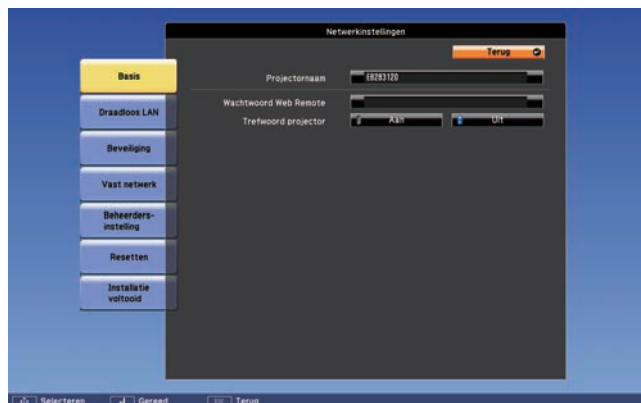 Netwerkinstellingen
Terug
Basis
Projectornaam EB283120
Draadloos LAN
Wachtwoord Web Remote
Trefwoord projector Aan Uit
Beveiliging
Vast netwerk
Beheerders-
instelling
Resetten
Installatie
voltooid
Selecteren Gereed Terug